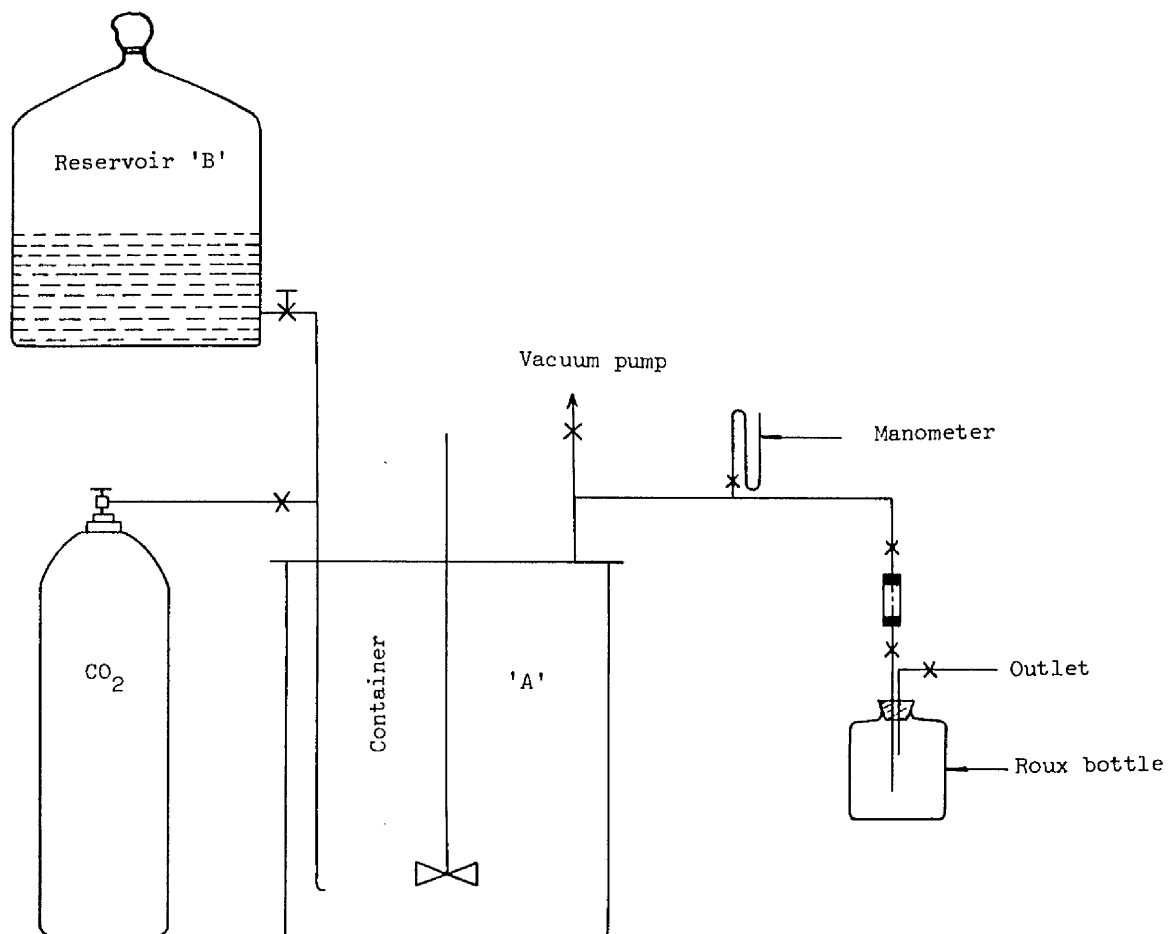 Reservoir 'B'
Vacuum pump
Manometer
CO2
Container
'A'
Outlet
Roux bottle